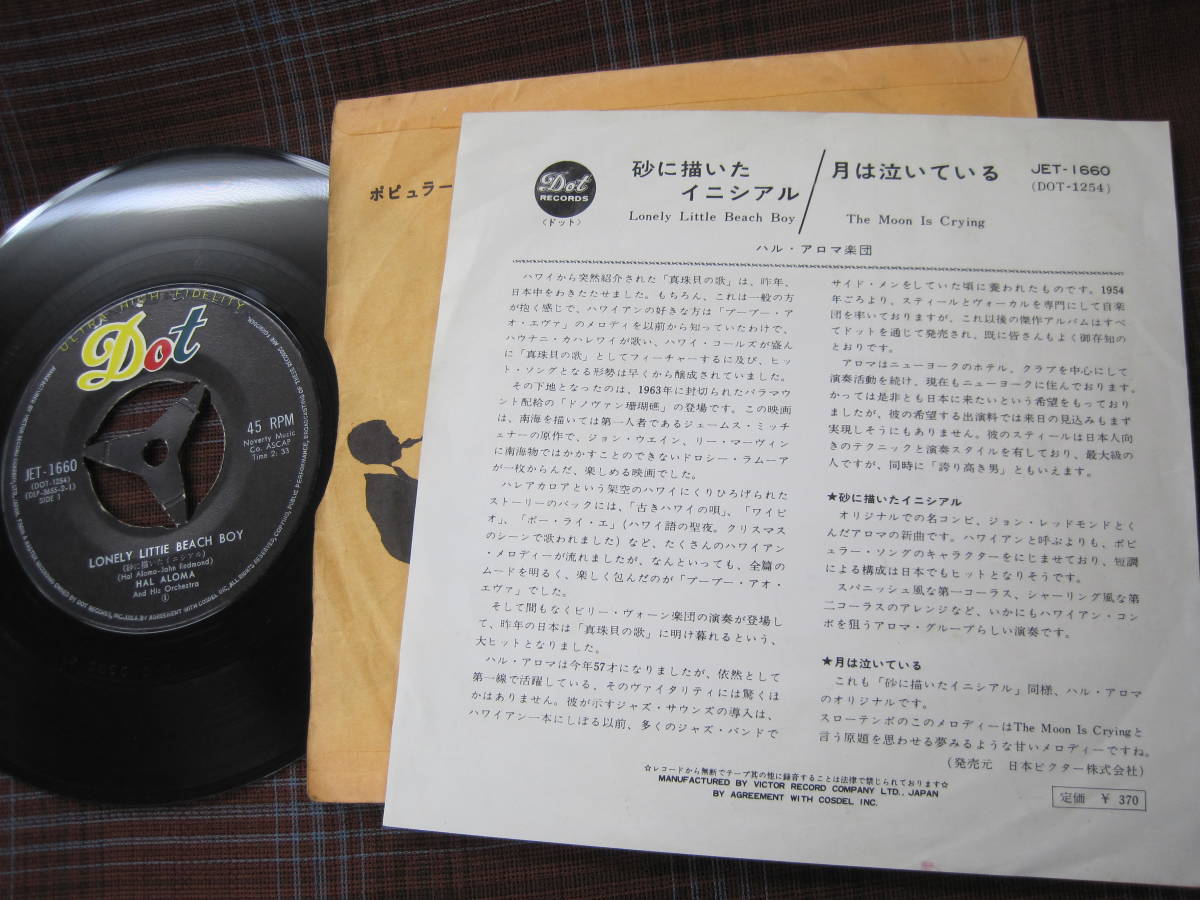 ULTRA HIGH FIDELITY
Dot
45 RPM
Noverty Music
Co. ASCAP
Time 2:33
JET-1660
(DOT-1254)
(DLP-3655-2-1)
SIDE 1
LONELY LITTIE BEACH BOY
(砂に描いたイニシアル)
(Hal Aloma-John Redmond)
HAL ALOMA
And His Orchestra
ポピュラー
Dot
RECORDS
〈ドット〉
砂に描いた
イニシアル
Lonely Little Beach Boy
月は泣いている
The Moon Is Crying
JET-1660
(DOT-1254)
ハル・アロマ楽団
ハワイから突然紹介された「真珠貝の歌」は、昨年、
日本中をわきたたせました。もちろん、これは一般の方
が抱く感じで、ハワイアンの好きな方は「プープー・ア
オ・エヴァ」のメロディを以前から知っていたわけで、
ハウナニ・カハレワイが歌い、ハワイ・コールズが盛ん
に「真珠貝の歌」としてフィーチャーするに及び、ヒッ
ト・ソングとなる形勢は早くから醸成されていました。
その下地となったのは、1963年に封切られたパラマウ
ント配給の「ドノヴァン珊瑚礁」の登場です。この映画
は、南海を描いては第一人者であるジェームス・ミッチ
ェナーの原作で、ジョン・ウエイン、リー・マーヴィン
に南海物ではかかすことのできないドロシー・ラムーア
が一枚からんだ、楽しめる映画でした。
ハレアカロアという架空のハワイにくりひろげられた
ストーリーのバックには、「古きハワイの唄」、「ワイピ
オ」、「ポー・ライ・エ」(ハワイ語の聖夜。クリスマス
のシーンで歌われました)など、たくさんのハワイアン
・メロディーが流れましたが、なんといっても、全篇の
ムードを明るく、楽しく包んだのが「プープー・アオ・
エヴァ」でした。
そして間もなくビリー・ヴォーン楽団の演奏が登場し
て、昨年の日本は「真珠貝の歌」に明け暮れるという、
大ヒットとなりました。
ハル・アロマは今年57才になりましたが、依然として
第一線で活躍している、そのヴァイタリティには驚くほ
かはありません。彼が示すジャズ・サウンズの導入は、
ハワイアン一本にしぼる以前、多くのジャズ・バンドで
サイド・メンをしていた頃に養われたものです。1954
年ごろより、スティールとヴォーカルを専門にして自楽
団を率いておりますが、これ以後の傑作アルバムはすべ
てドットを通じて発売され、既に皆さんもよく御存知の
とおりです。
アロマはニューヨークのホテル、クラブを中心にして
演奏活動を続け、現在もニューヨークに住んでおります。
かっては是非とも日本に来たいという希望をもっており
ましたが、彼の希望する出演料では来日の見込みもまず
実現しそうにもありません。彼のスティールは日本人向
きのテクニックと演奏スタイルを有しており、最大級の
人ですが、同時に「誇り高き男」ともいえます。
★砂に描いたイニシアル
オリジナルでの名コンビ、ジョン・レッドモンドとく
んだアロマの新曲です。ハワイアンと呼ぶよりも、ポピ
ュラー・ソングのキャラクターをにじませており、短調
による構成は日本でもヒットとなりそうです。
スパニッシュ風な第一コーラス、シャーリング風な第
二コーラスのアレンジなど、いかにもハワイアン・コン
ボを狙うアロマ・グループらしい演奏です。
★月は泣いている
これも「砂に描いたイニシアル」同様、ハル・アロマ
のオリジナルです。
スローテンポのこのメロディーはThe Moon Is Cryingと
言う原題を思わせる夢みるような甘いメロディーですね。
(発売元 日本ビクター株式会社)
☆レコードから無断でテープ其の他に録音することは法律で禁じられております☆
MANUFACTURED BY VICTOR RECORD COMPANY LTD., JAPAN
BY AGREEMENT WITH COSDEL INC.
定価 ¥ 370